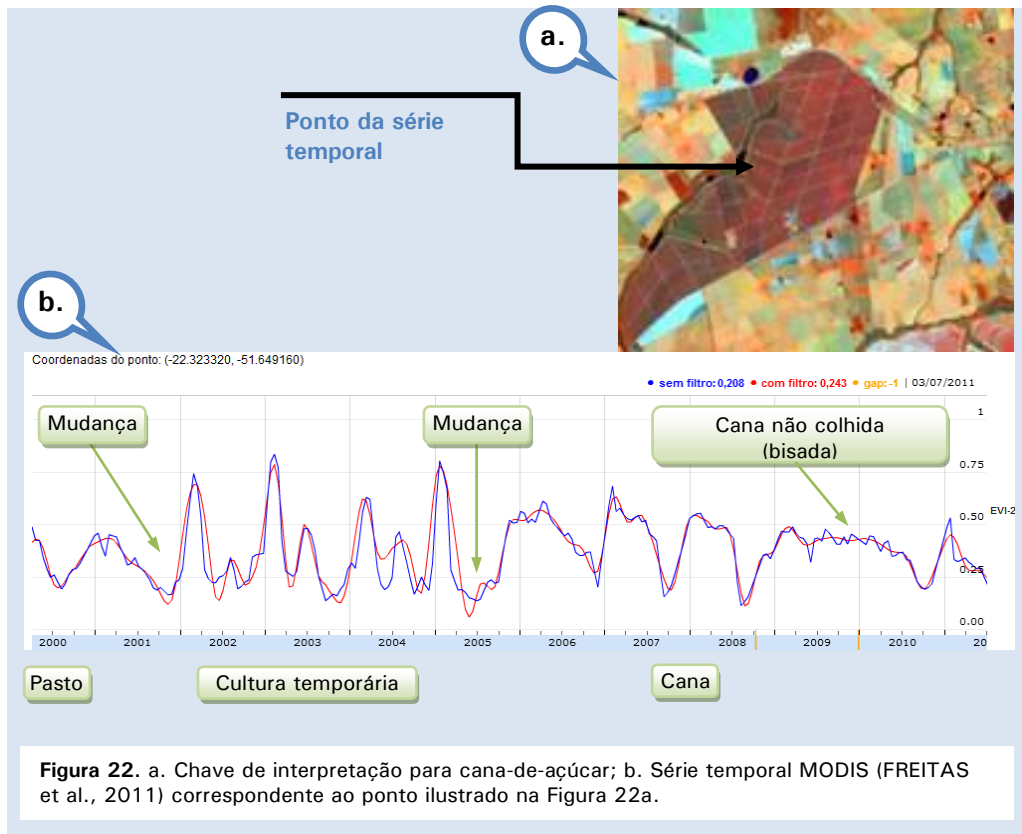 a.
Ponto da série
temporal
b.
Coordenadas do ponto: (-22.323320, -51.649160)
• sem filtro: 0,208 • com filtro: 0,243 • gap: -1 | 03/07/2011
Mudança
Mudança
Cana não colhida
(bisada)
1
0.75
0.50 EVI-2
0.25
0.00
2000 2001 2002 2003 2004 2005 2006 2007 2008 2009 2010 20
Pasto
Cultura temporária
Cana
Figura 22. a. Chave de interpretação para cana-de-açúcar; b. Série temporal MODIS (FREITAS
et al., 2011) correspondente ao ponto ilustrado na Figura 22a.